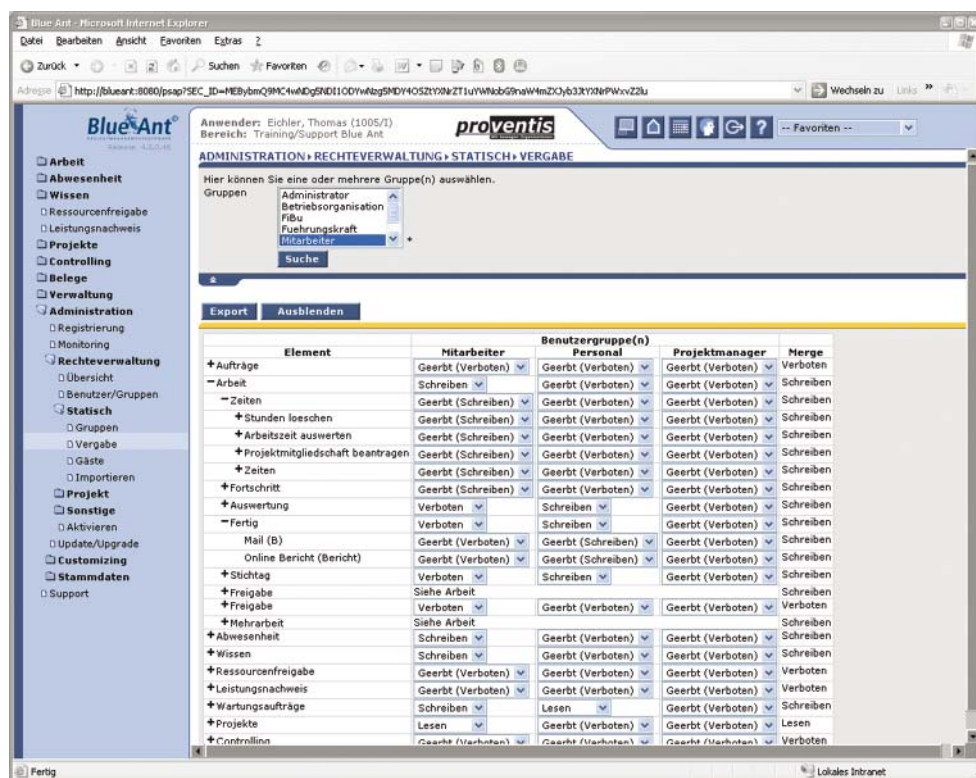 Blue Ant - Microsoft Internet Explorer
Datei Bearbeiten Ansicht Favoriten Extras ?
Zurück Suchen Favoriten
Adresse Wechseln zu Links »
Blue Ant®
Anwender: Eichler, Thomas (1005/I)
Bereich: Training/Support Blue Ant
proventis
-- Favoriten --
ADMINISTRATION RECHTEVERWALTUNG STATISCH VERGABE
Arbeit
Abwesenheit
Wissen
Ressourcenfreigabe
Leistungsnachweis
Projekte
Controlling
Belege
Verwaltung
Administration
Registrierung
Monitoring
Rechteverwaltung
Übersicht
Benutzer/Gruppen
Statisch
Gruppen
Vergabe
Gäste
Importieren
Projekt
Sonstige
Aktivieren
Update/Upgrade
Customizing
Stammdaten
Support
Hier können Sie eine oder mehrere Gruppe(n) auswählen.
Gruppen
Administrator
Betriebsorganisation
FiBu
Fuehrungskraft
Mitarbeiter
Suche
Export Ausblenden
Benutzergruppe(n)
Element Mitarbeiter Personal Projektmanager Merge
+Aufträge Geerbt (Verboten) Geerbt (Verboten) Geerbt (Verboten) Verboten
−Arbeit Schreiben Geerbt (Verboten) Geerbt (Verboten) Schreiben
−Zeiten Geerbt (Schreiben) Geerbt (Verboten) Geerbt (Verboten) Schreiben
+Stunden loeschen Geerbt (Schreiben) Geerbt (Verboten) Geerbt (Verboten) Schreiben
+Arbeitszeit auswerten Geerbt (Schreiben) Geerbt (Verboten) Geerbt (Verboten) Schreiben
+Projektmitgliedschaft beantragen Geerbt (Schreiben) Geerbt (Verboten) Geerbt (Verboten) Schreiben
+Zeiten Geerbt (Schreiben) Geerbt (Verboten) Geerbt (Verboten) Schreiben
+Fortschritt Geerbt (Schreiben) Geerbt (Verboten) Geerbt (Verboten) Schreiben
+Auswertung Verboten Schreiben Geerbt (Verboten) Schreiben
−Fertig Verboten Schreiben Geerbt (Verboten) Schreiben
Mail (B) Geerbt (Verboten) Geerbt (Schreiben) Geerbt (Verboten) Schreiben
Online Bericht (Bericht) Geerbt (Verboten) Geerbt (Schreiben) Geerbt (Verboten) Schreiben
+Stichtag Verboten Schreiben Geerbt (Verboten) Schreiben
+Freigabe Siehe Arbeit Schreiben
+Freigabe Verboten Geerbt (Verboten) Geerbt (Verboten) Verboten
+Mehrarbeit Siehe Arbeit Schreiben
+Abwesenheit Schreiben Geerbt (Verboten) Geerbt (Verboten) Schreiben
+Wissen Schreiben Geerbt (Verboten) Geerbt (Verboten) Schreiben
+Ressourcenfreigabe Geerbt (Verboten) Geerbt (Verboten) Geerbt (Verboten) Verboten
+Leistungsnachweis Geerbt (Verboten) Geerbt (Verboten) Geerbt (Verboten) Verboten
+Wartungsaufträge Schreiben Lesen Geerbt (Verboten) Schreiben
+Projekte Lesen Geerbt (Verboten) Geerbt (Verboten) Lesen
+Controlling Geerbt (Verboten) Geerbt (Verboten) Geerbt (Verboten) Verboten
Fertig Lokales Intranet